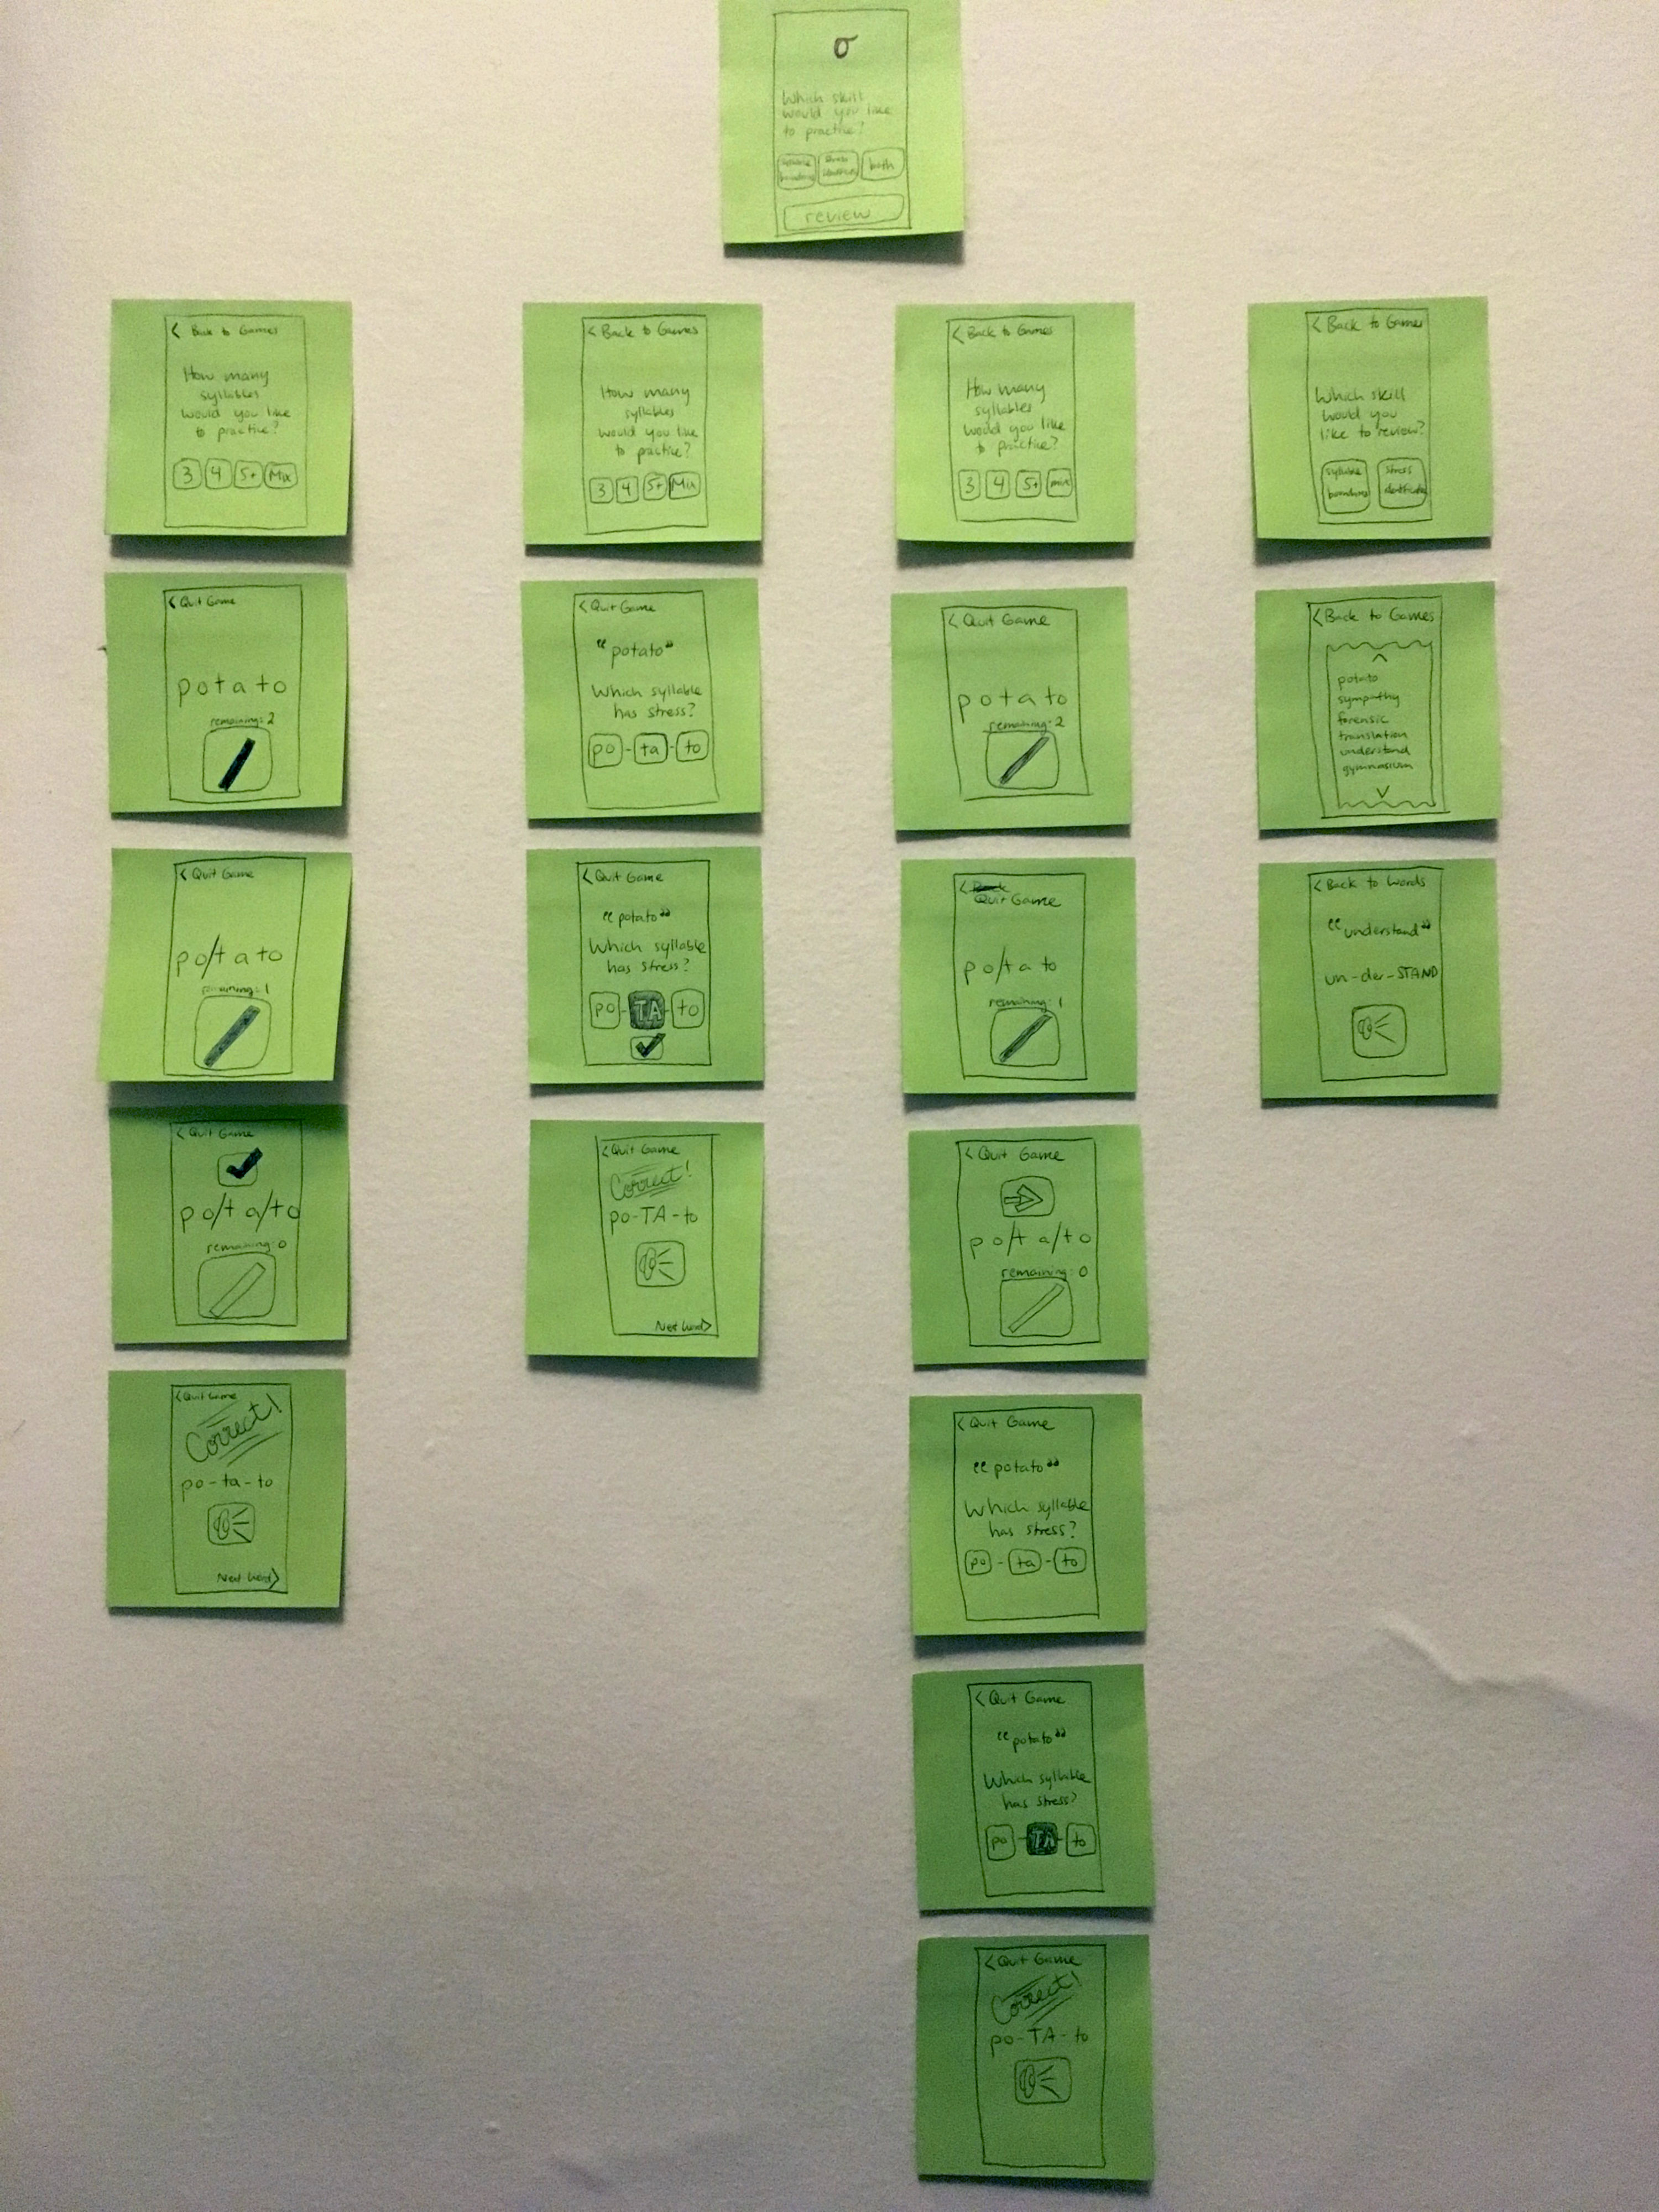 σ
Which skill
would you like
to practice?
syllable
boundaries
stress
both
review
< Back to Games
How many
syllables
would you like
to practice?
3 4 5+ Mix
< Quit Game
potato
remaining: 2
< Quit Game
po/tato
remaining: 1
< Quit Game
po/ta/to
remaining: 0
< Quit Game
Correct!
po-ta-to
Next Word >
< Back to Games
How many
syllables
would you like
to practice?
3 4 5+ Mix
< Quit Game
"potato"
Which syllable
has stress?
po - ta - to
< Quit Game
"potato"
Which syllable
has stress?
po - TA - to
< Quit Game
Correct!
po-TA-to
Next Word >
< Back to Games
How many
syllables
would you like
to practice?
3 4 5+ mix
< Quit Game
potato
remaining: 2
< Quit Game
po/tato
remaining: 1
< Quit Game
po/ta/to
remaining: 0
< Quit Game
"potato"
Which syllable
has stress?
po - ta - to
< Quit Game
"potato"
Which syllable
has stress?
po - TA - to
< Quit Game
Correct!
po-TA-to
< Back to Games
Which skill
would you
like to review?
syllable
boundaries
stress
< Back to Games
potato
sympathy
forensic
translation
understand
gymnasium
< Back to Words
"understand"
un-der-STAND